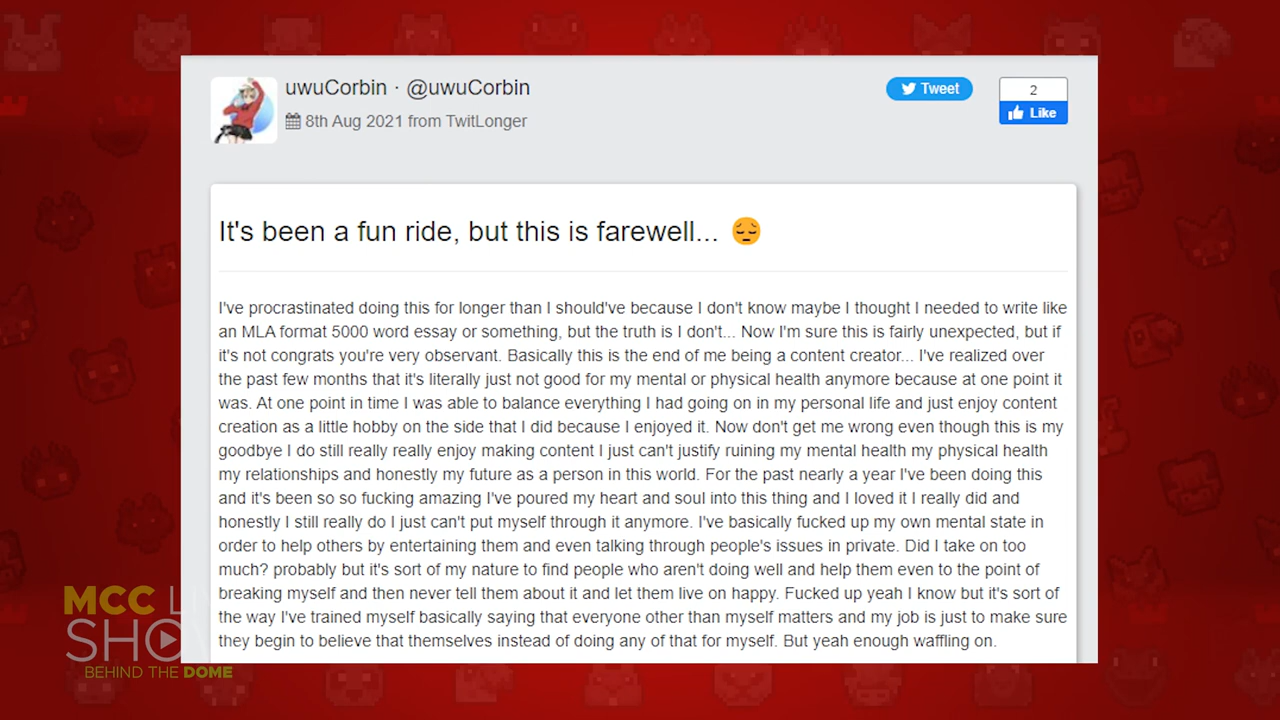 uwuCorbin · @uwuCorbin
Tweet
2
Like
8th Aug 2021 from TwitLonger
It's been a fun ride, but this is farewell... 😔
I've procrastinated doing this for longer than I should've because I don't know maybe I thought I needed to write like
an MLA format 5000 word essay or something, but the truth is I don't... Now I'm sure this is fairly unexpected, but if
it's not congrats you're very observant. Basically this is the end of me being a content creator... I've realized over
the past few months that it's literally just not good for my mental or physical health anymore because at one point it
was. At one point in time I was able to balance everything I had going on in my personal life and just enjoy content
creation as a little hobby on the side that I did because I enjoyed it. Now don't get me wrong even though this is my
goodbye I do still really really enjoy making content I just can't justify ruining my mental health my physical health
my relationships and honestly my future as a person in this world. For the past nearly a year I've been doing this
and it's been so so fucking amazing I've poured my heart and soul into this thing and I loved it I really did and
honestly I still really do I just can't put myself through it anymore. I've basically fucked up my own mental state in
order to help others by entertaining them and even talking through people's issues in private. Did I take on too
much? probably but it's sort of my nature to find people who aren't doing well and help them even to the point of
breaking myself and then never tell them about it and let them live on happy. Fucked up yeah I know but it's sort of
the way I've trained myself basically saying that everyone other than myself matters and my job is just to make sure
they begin to believe that themselves instead of doing any of that for myself. But yeah enough waffling on.
MCC LI
SHO
BEHIND THE DOME